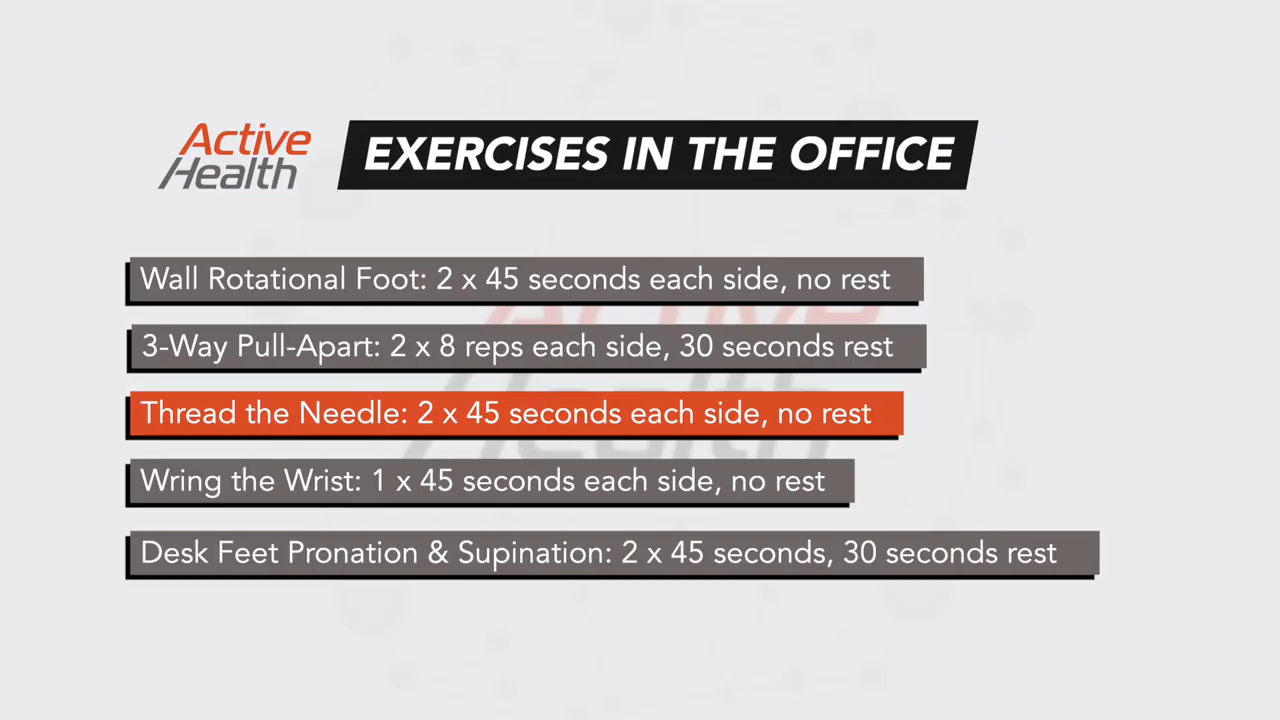 Active
Health
EXERCISES IN THE OFFICE
Wall Rotational Foot: 2 x 45 seconds each side, no rest
3-Way Pull-Apart: 2 x 8 reps each side, 30 seconds rest
Thread the Needle: 2 x 45 seconds each side, no rest
Wring the Wrist: 1 x 45 seconds each side, no rest
Desk Feet Pronation & Supination: 2 x 45 seconds, 30 seconds rest